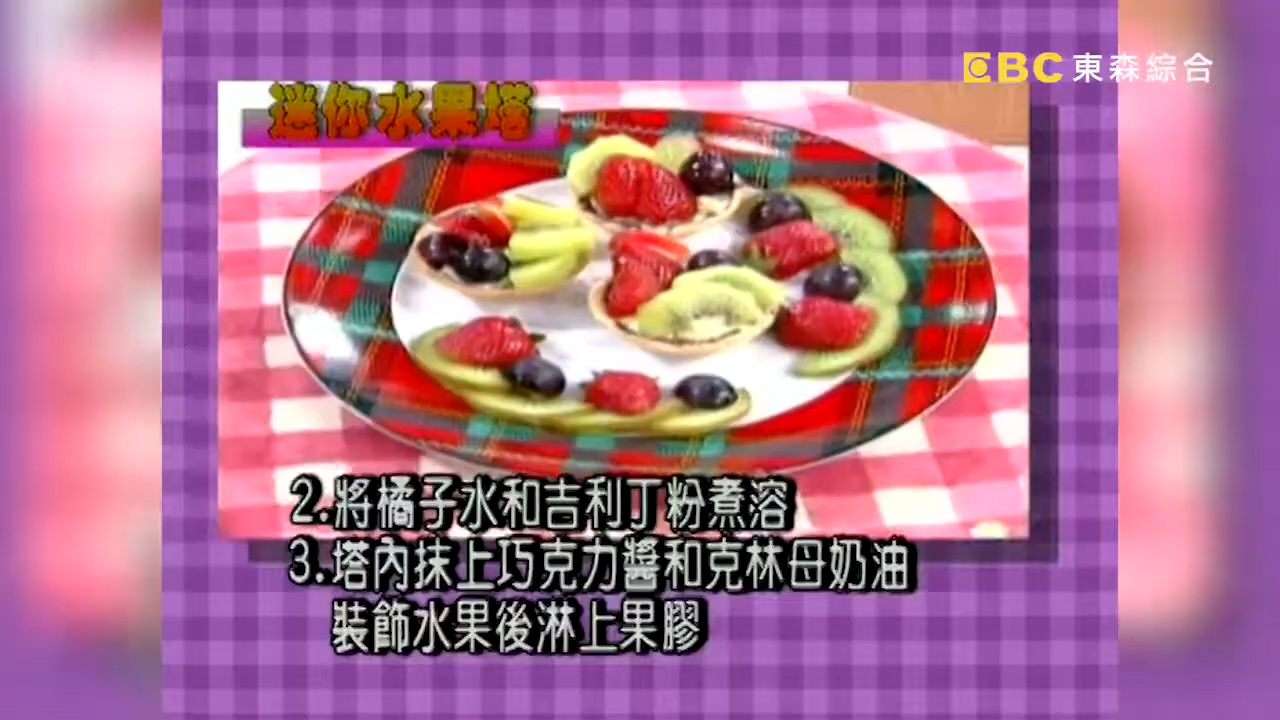 EBC 東森綜合
迷你水果塔
2.將橘子水和吉利丁粉煮溶
3.塔內抹上巧克力醬和克林母奶油
裝飾水果後淋上果膠